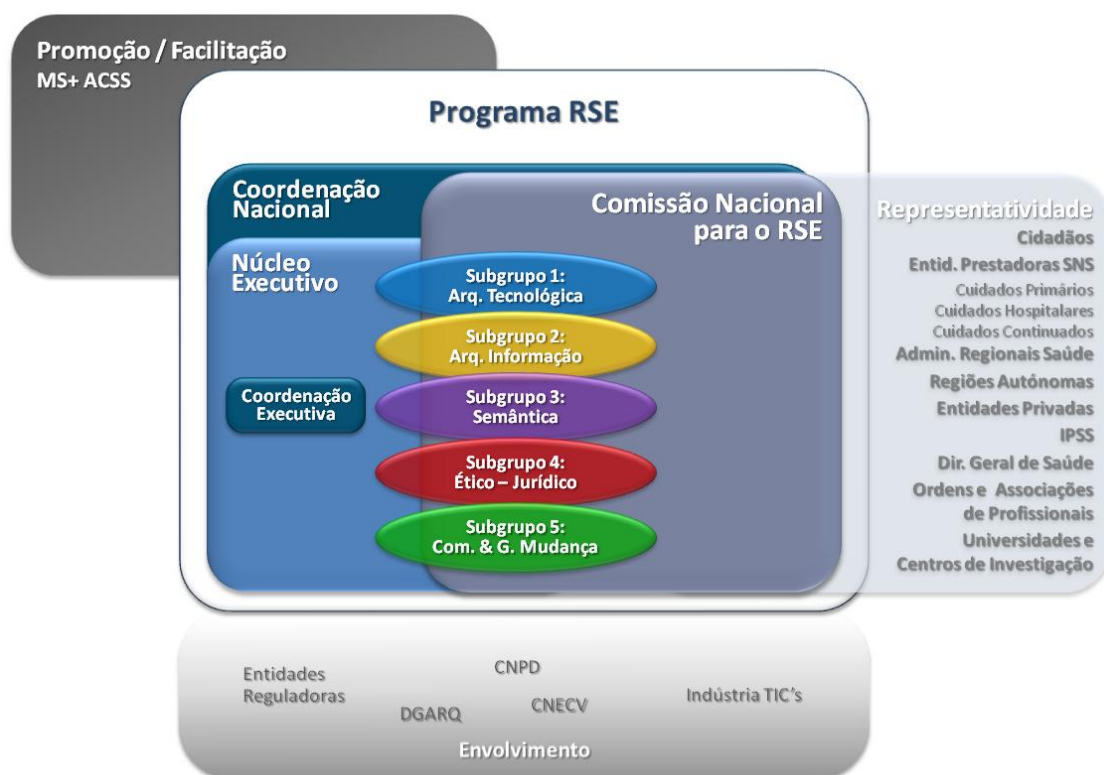 Promoção / Facilitação
MS+ ACSS
Programa RSE
Coordenação
Nacional
Comissão Nacional
para o RSE
Núcleo
Executivo
Coordenação
Executiva
Subgrupo 1:
Arq. Tecnológica
Subgrupo 2:
Arq. Informação
Subgrupo 3:
Semântica
Subgrupo 4:
Ético – Jurídico
Subgrupo 5:
Com. & G. Mudança
Representatividade
Cidadãos
Entid. Prestadoras SNS
Cuidados Primários
Cuidados Hospitalares
Cuidados Continuados
Admin. Regionais Saúde
Regiões Autónomas
Entidades Privadas
IPSS
Dir. Geral de Saúde
Ordens e Associações
de Profissionais
Universidades e
Centros de Investigação
Entidades
Reguladoras
CNPD
DGARQ
CNECV
Indústria TIC's
Envolvimento